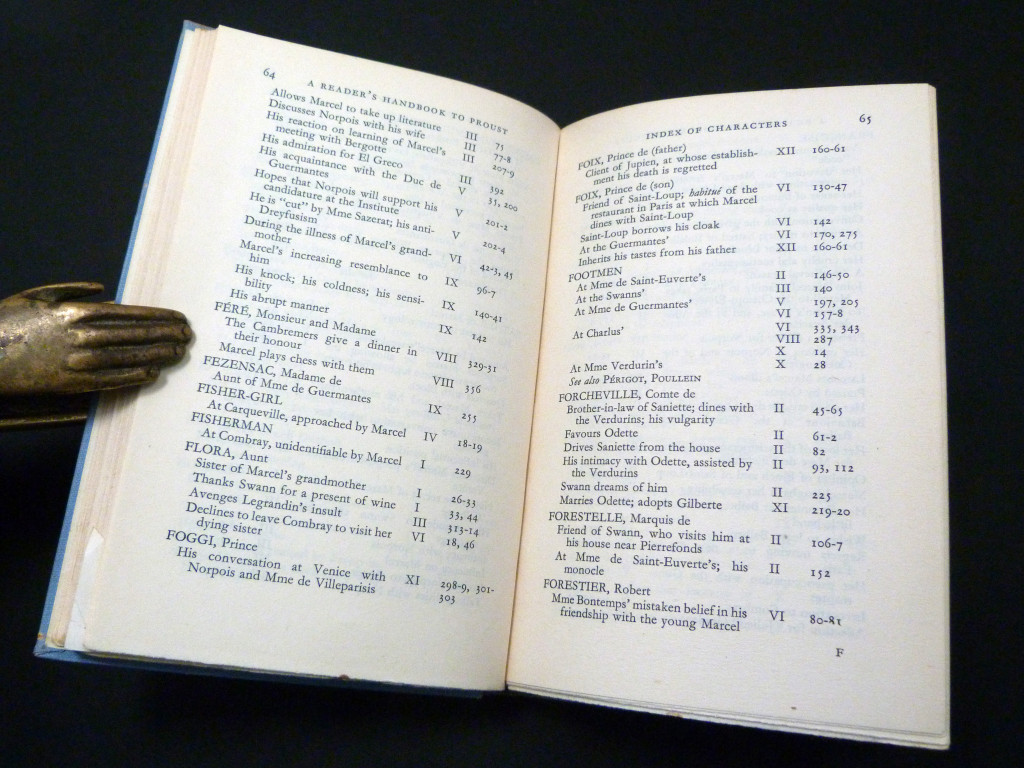 64
A READER'S HANDBOOK TO PROUST
Allows Marcel to take up literature III 75
Discusses Norpois with his wife III 77-8
His reaction on learning of Marcel's
meeting with Bergotte III 207-9
His admiration for El Greco III 392
His acquaintance with the Duc de
Guermantes V 35, 200
Hopes that Norpois will support his
candidature at the Institute V 201-2
He is "cut" by Mme Sazerat; his anti-
Dreyfusism V 202-4
During the illness of Marcel's grand-
mother VI 42-3, 45
Marcel's increasing resemblance to
him IX 96-7
His knock; his coldness; his sensi-
bility IX 140-41
His abrupt manner IX 142
FÉRÉ, Monsieur and Madame
The Cambremers give a dinner in
their honour VIII 329-31
Marcel plays chess with them VIII 356
FEZENSAC, Madame de
Aunt of Mme de Guermantes IX 255
FISHER-GIRL
At Carqueville, approached by Marcel IV 18-19
FISHERMAN
At Combray, unidentifiable by Marcel I 229
FLORA, Aunt
Sister of Marcel's grandmother I 26-33
Thanks Swann for a present of wine I 33, 44
Avenges Legrandin's insult III 313-14
Declines to leave Combray to visit her
dying sister VI 18, 46
FOGGI, Prince
His conversation at Venice with
Norpois and Mme de Villeparisis XI 298-9, 301-
303
INDEX OF CHARACTERS 65
FOIX, Prince de (father)
Client of Jupien, at whose establish-
ment his death is regretted XII 160-61
FOIX, Prince de (son)
Friend of Saint-Loup; habitué of the
restaurant in Paris at which Marcel
dines with Saint-Loup VI 130-47
Saint-Loup borrows his cloak VI 142
At the Guermantes' VI 170, 275
Inherits his tastes from his father XII 160-61
FOOTMEN
At Mme de Saint-Euverte's II 146-50
At the Swanns' III 140
At Mme de Guermantes' V 197, 205
VI 157-8
At Charlus' VI 335, 343
VIII 287
X 14
At Mme Verdurin's X 28
See also PÉRIGOT, POULLEIN
FORCHEVILLE, Comte de
Brother-in-law of Saniette; dines with
the Verdurins; his vulgarity II 45-65
Favours Odette II 61-2
Drives Saniette from the house II 82
His intimacy with Odette, assisted by
the Verdurins II 93, 112
Swann dreams of him II 225
Marries Odette; adopts Gilberte XI 219-20
FORESTELLE, Marquis de
Friend of Swann, who visits him at
his house near Pierrefonds II 106-7
At Mme de Saint-Euverte's; his
monocle II 152
FORESTIER, Robert
Mme Bontemps' mistaken belief in his
friendship with the young Marcel VI 80-81
F